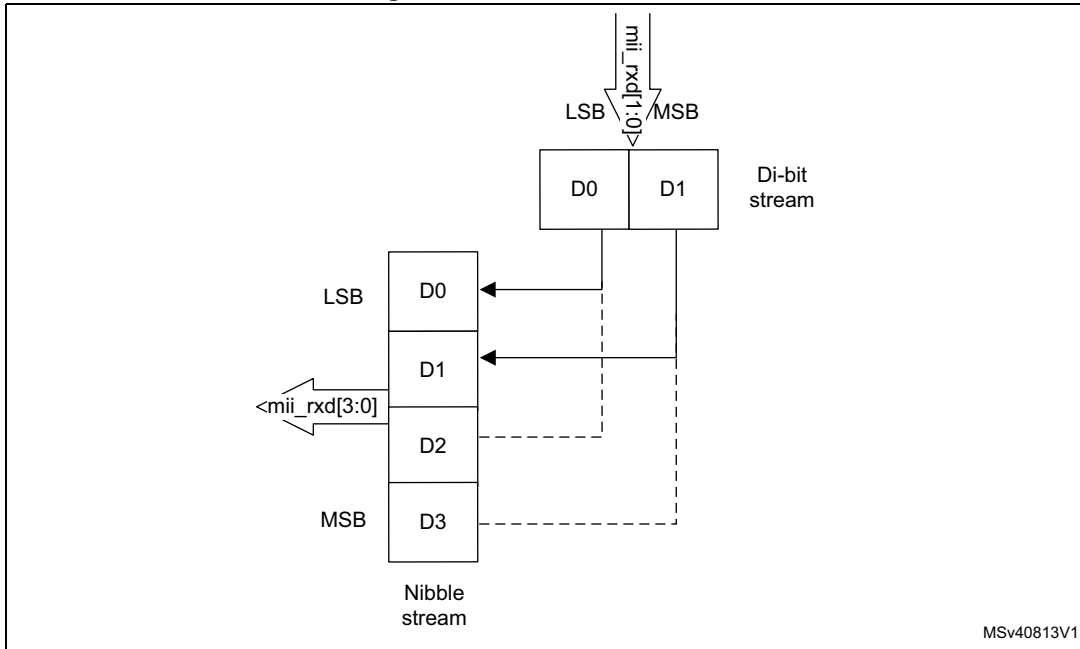 mii_rxd[1:0]>
LSB
MSB
D0
D1
Di-bit
stream
LSB
D0
D1
<mii_rxd[3:0]
D2
MSB
D3
Nibble
stream
MSv40813V1